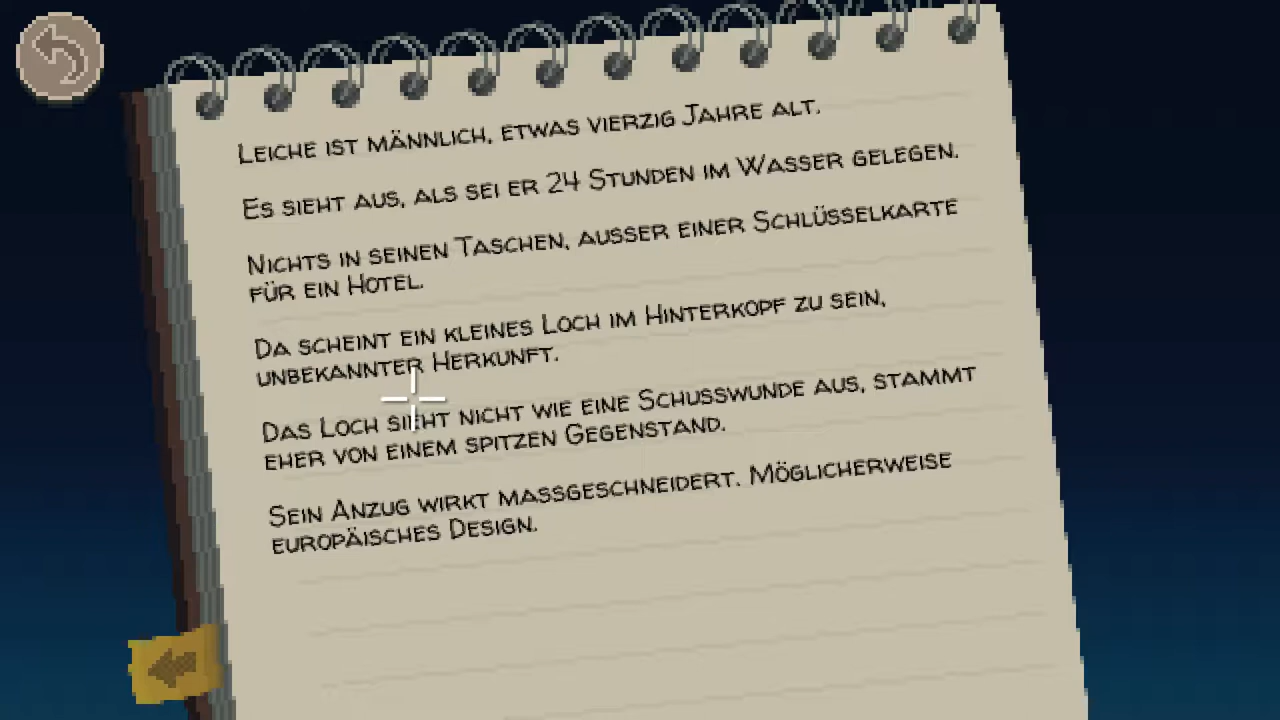 Leiche ist männlich, etwas vierzig Jahre alt.
Es sieht aus, als sei er 24 Stunden im Wasser gelegen.
Nichts in seinen Taschen, ausser einer Schlüsselkarte
für ein Hotel.
Da scheint ein kleines Loch im Hinterkopf zu sein,
unbekannter Herkunft.
Das Loch sieht nicht wie eine Schusswunde aus, stammt
eher von einem spitzen Gegenstand.
Sein Anzug wirkt massgeschneidert. Möglicherweise
europäisches Design.